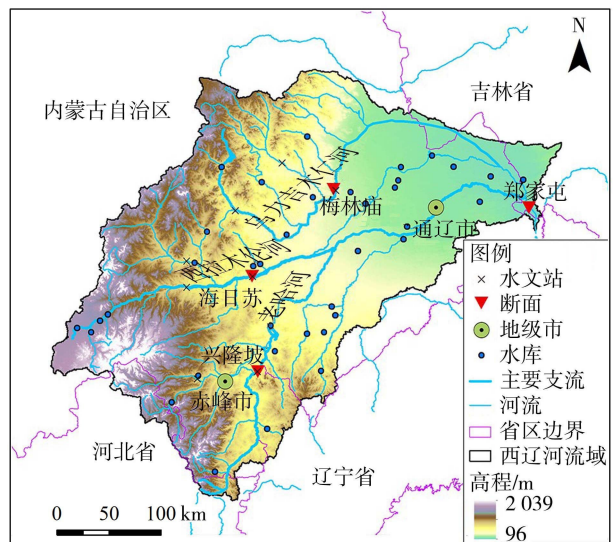 N
吉林省
内蒙古自治区
乌力吉木伦河
梅林庙
郑家屯
通辽市
西拉木伦河
海日苏
老哈河
兴隆坡
赤峰市
河北省
辽宁省
0 50 100 km
图例
水文站
断面
地级市
水库
主要支流
河流
省区边界
西辽河流域
高程/m
2 039
96